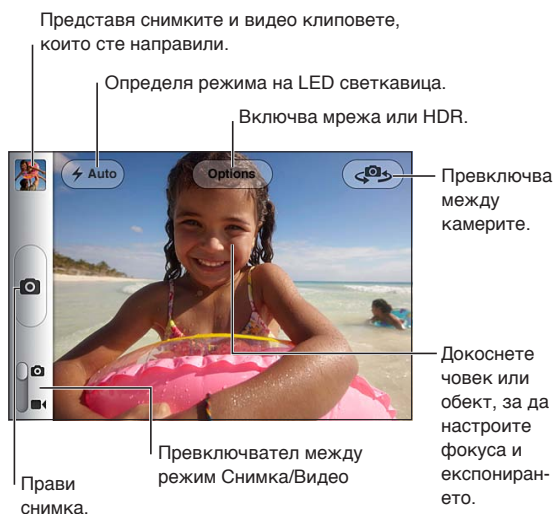 Представя снимките и видео клиповете,
които сте направили.
Определя режима на LED светкавица.
Включва мрежа или HDR.
Auto
Options
Превключва
между
камерите.
Докоснете
човек или
обект, за да
настроите
фокуса и
експониран-
ето.
Превключвател между
режим Снимка/Видео
Прави
снимка.